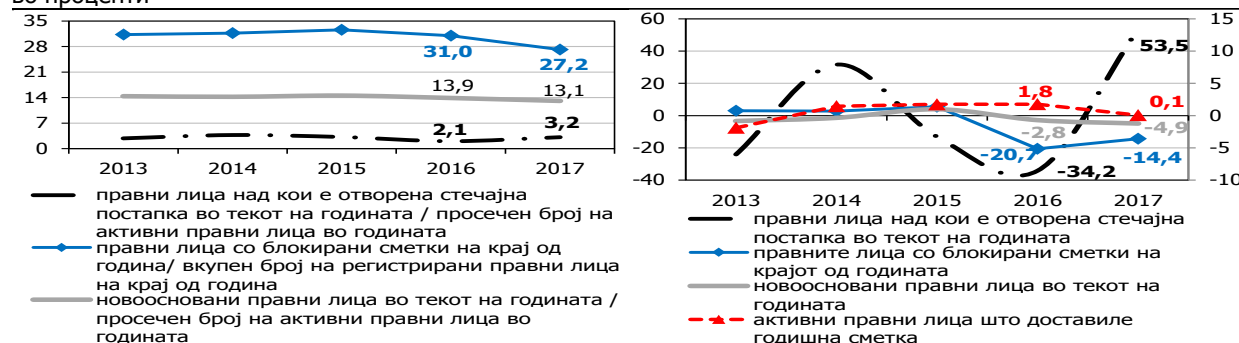 во проценти
35
28
21
14
7
0
31,0
27,2
13,9
13,1
2,1
3,2
2013 2014 2015 2016 2017
правни лица над кои е отворена стечајна
постапка во текот на годината / просечен број на
активни правни лица во годината
правни лица со блокирани сметки на крај од
година/ вкупен број на регистрирани правни лица
на крај од година
новоосновани правни лица во текот на годината /
просечен број на активни правни лица во
годината
60
40
20
0
-20
-40
15
10
5
0
-5
-10
53,5
1,8
0,1
-2,8
-4,9
-20,7
-14,4
-34,2
2013 2014 2015 2016 2017
правни лица над кои е отворена стечајна
постапка во текот на годината
правните лица со блокирани сметки на
крајот од годината
новоосновани правни лица во текот на
годината
активни правни лица што доставиле
годишна сметка